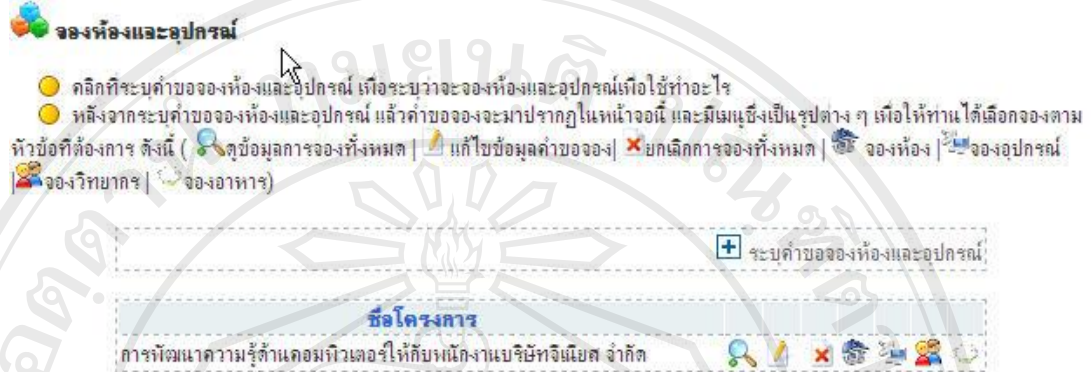 จองห้องและอุปกรณ์
คลิกที่ระบุคำขอจองห้องและอุปกรณ์ เพื่อระบุว่าจะจองห้องและอุปกรณ์เพื่อใช้ทำอะไร
หลังจากระบุคำขอจองห้องและอุปกรณ์ แล้วคำขอจองจะมาปรากฏในหน้าจอนี้ และมีเมนูซึ่งเป็นรูปต่าง ๆ เพื่อให้ท่านได้เลือกจองตาม
หัวข้อที่ต้องการ ดังนี้ ( ดูข้อมูลการจองทั้งหมด | แก้ไขข้อมูลคำขอจอง| ยกเลิกการจองทั้งหมด | จองห้อง | จองอุปกรณ์
| จองวิทยากร | จองอาหาร)
ระบุคำขอจองห้องและอุปกรณ์
ชื่อโครงการ
การพัฒนาความรู้ด้านคอมพิวเตอร์ให้กับพนักงานบริษัทจีเนียส จำกัด